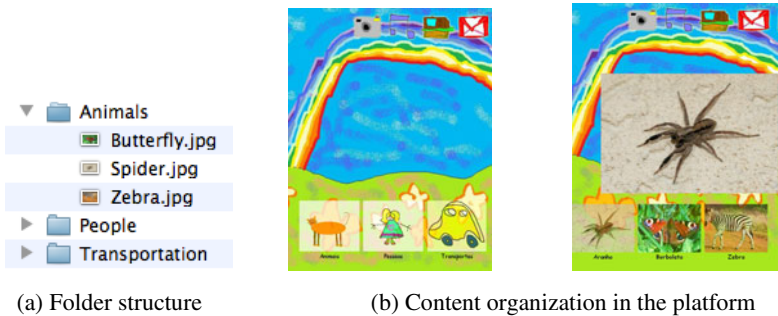 Animals
Butterfly.jpg
Spider.jpg
Zebra.jpg
People
Transportation
Animais
Pessoas
Transportes
Aranha
Borboleta
Zebra
(a) Folder structure
(b) Content organization in the platform